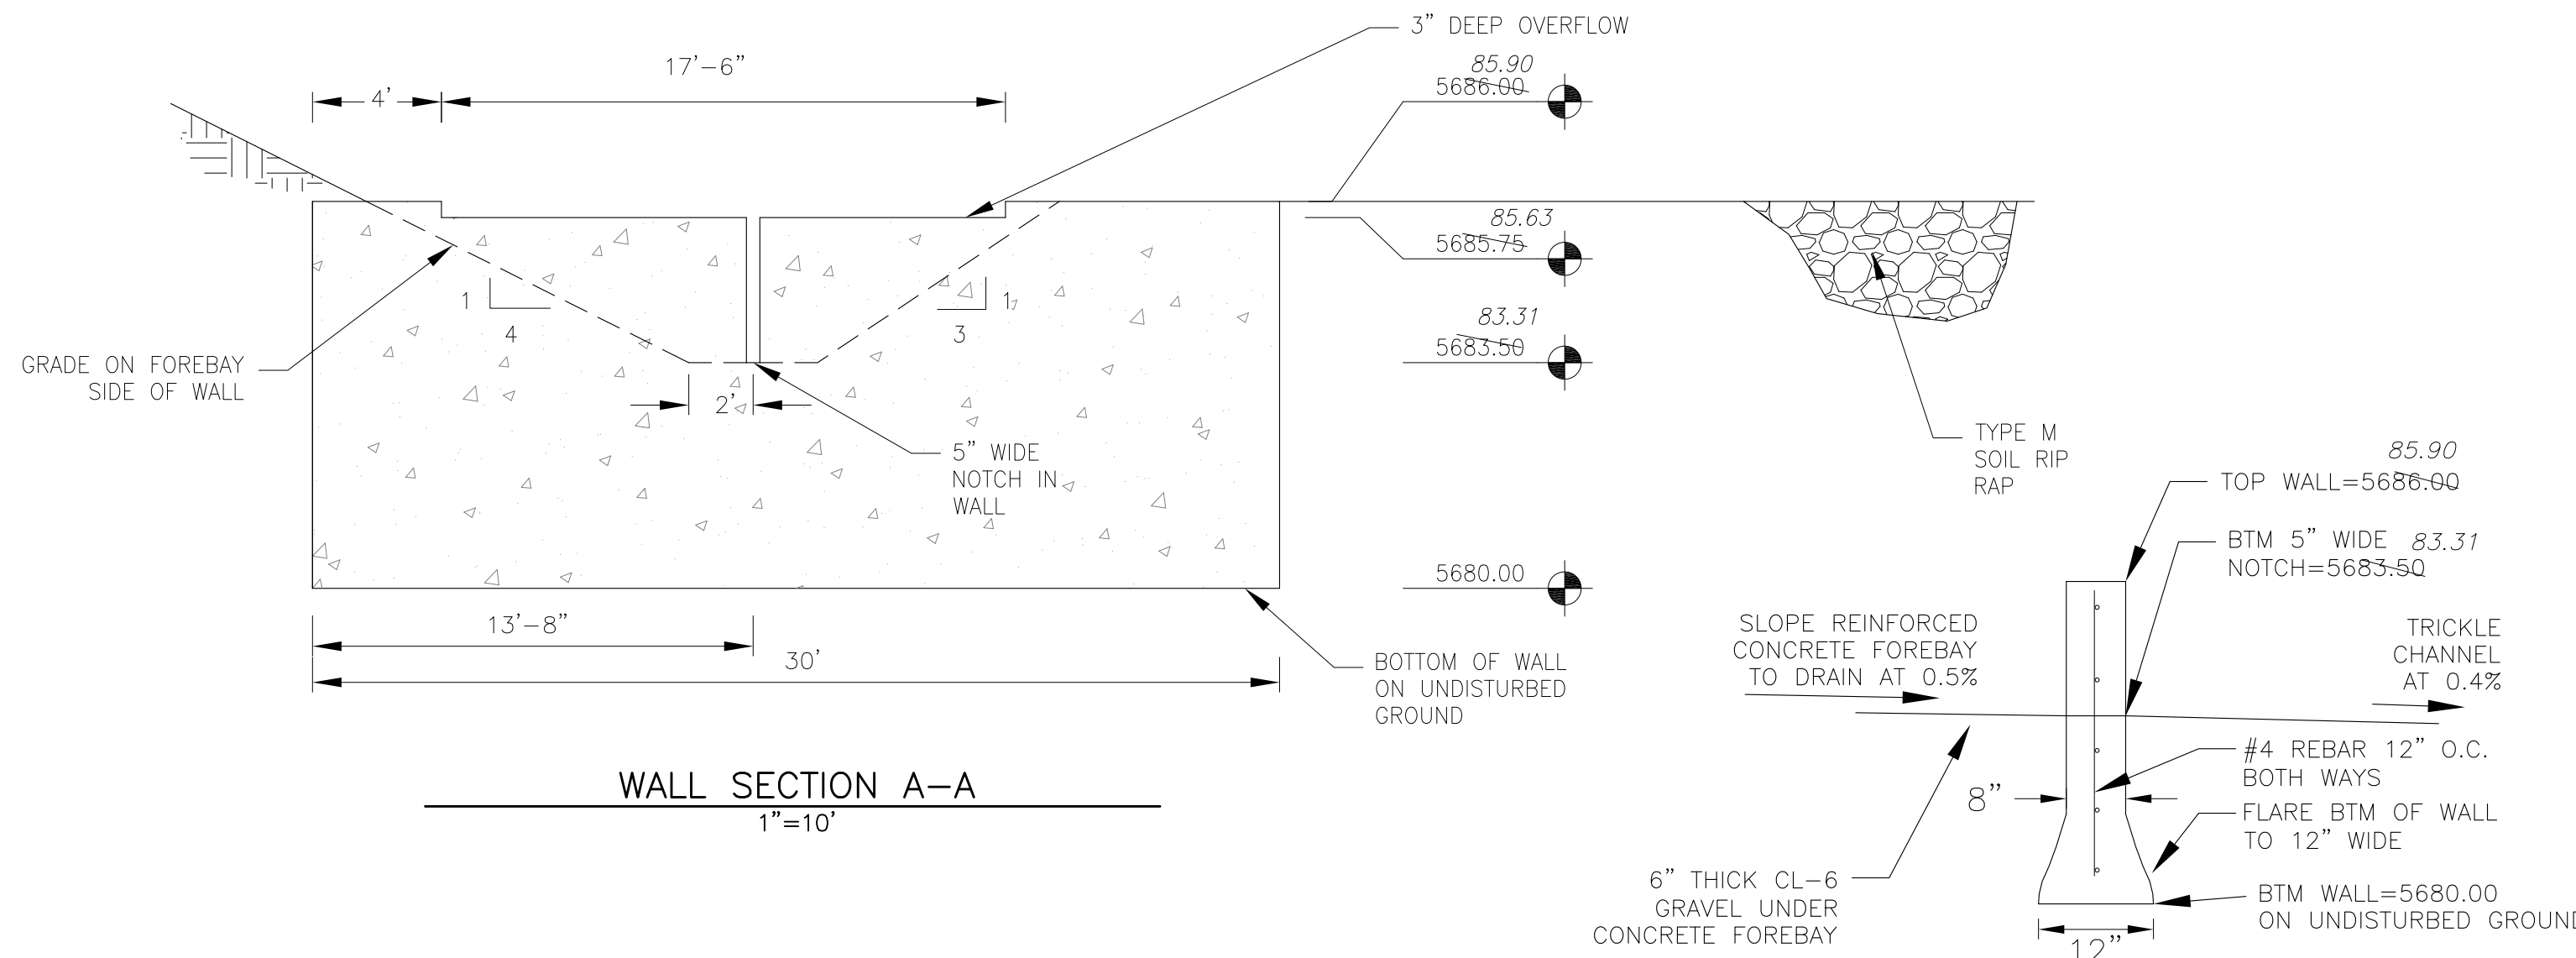 3” DEEP OVERFLOW
17’-6”
4’
85.90
5686.00
85.63
5685.75
1
4
1
3
83.31
5683.50
GRADE ON FOREBAY
SIDE OF WALL
2’
5” WIDE
NOTCH IN
WALL
TYPE M
SOIL RIP
RAP
5680.00
13’-8”
30’
BOTTOM OF WALL
ON UNDISTURBED
GROUND
WALL SECTION A-A
1”=10’
85.90
TOP WALL=5686.00
BTM 5” WIDE 83.31
NOTCH=5683.50
SLOPE REINFORCED
CONCRETE FOREBAY
TO DRAIN AT 0.5%
TRICKLE
CHANNEL
AT 0.4%
#4 REBAR 12” O.C.
BOTH WAYS
8”
FLARE BTM OF WALL
TO 12” WIDE
6” THICK CL-6
GRAVEL UNDER
CONCRETE FOREBAY
BTM WALL=5680.00
ON UNDISTURBED GROUND
12”